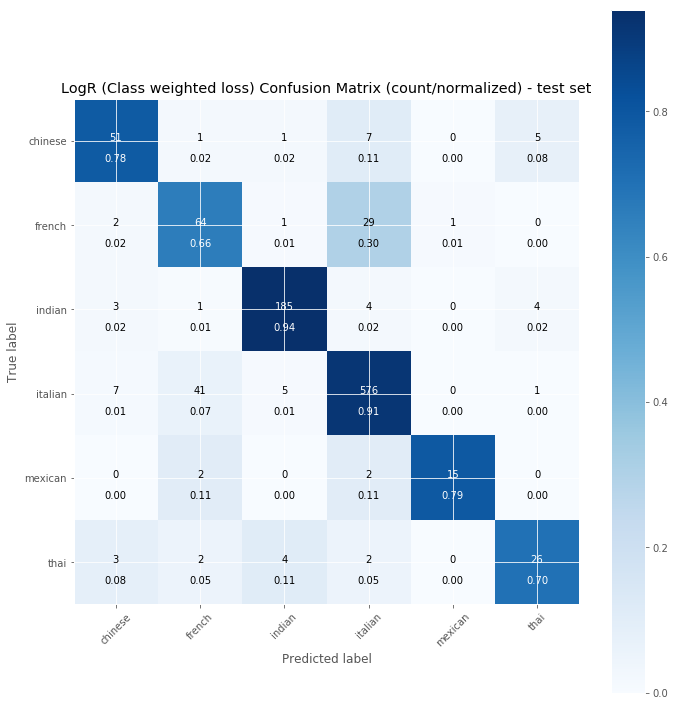 LogR (Class weighted loss) Confusion Matrix (count/normalized) - test set
chinese 51 1 1 7 0 5
0.78 0.02 0.02 0.11 0.00 0.08
french 2 64 1 29 1 0
0.02 0.66 0.01 0.30 0.01 0.00
indian 3 1 185 4 0 4
0.02 0.01 0.94 0.02 0.00 0.02
italian 7 41 5 576 0 1
0.01 0.07 0.01 0.91 0.00 0.00
mexican 0 2 0 2 15 0
0.00 0.11 0.00 0.11 0.79 0.00
thai 3 2 4 2 0 26
0.08 0.05 0.11 0.05 0.00 0.70
chinese french indian italian mexican thai
Predicted label
True label
0.8
0.6
0.4
0.2
0.0